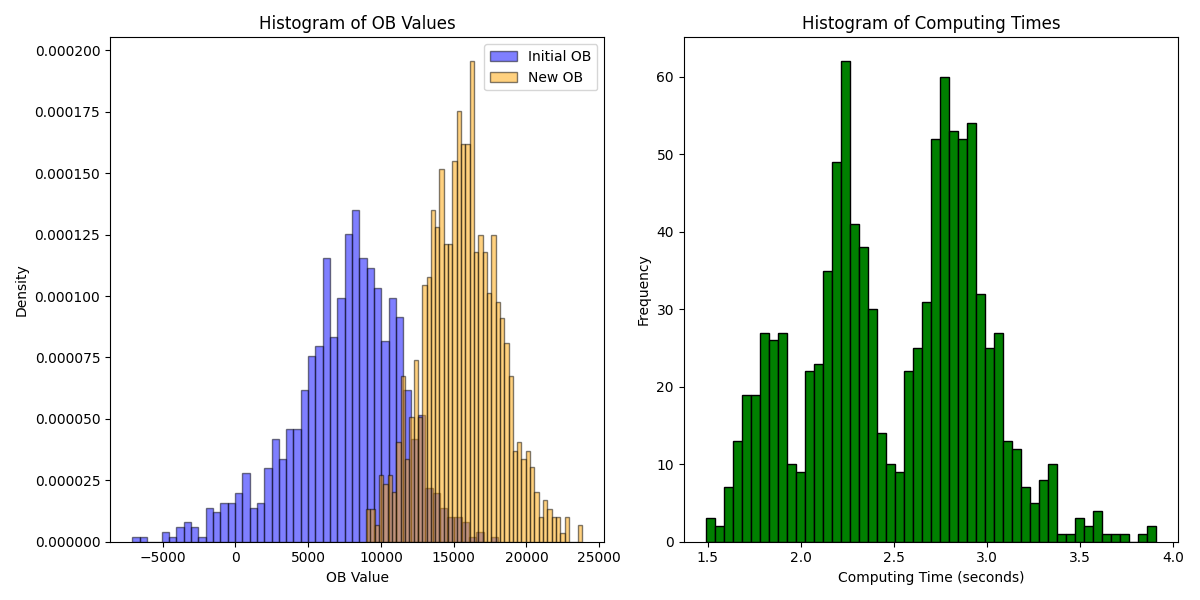 Histogram of OB Values
Initial OB
New OB
0.000200
0.000175
0.000150
0.000125
0.000100
0.000075
0.000050
0.000025
0.000000
Density
−5000 0 5000 10000 15000 20000 25000
OB Value
Histogram of Computing Times
60
50
40
30
20
10
0
Frequency
1.5 2.0 2.5 3.0 3.5 4.0
Computing Time (seconds)